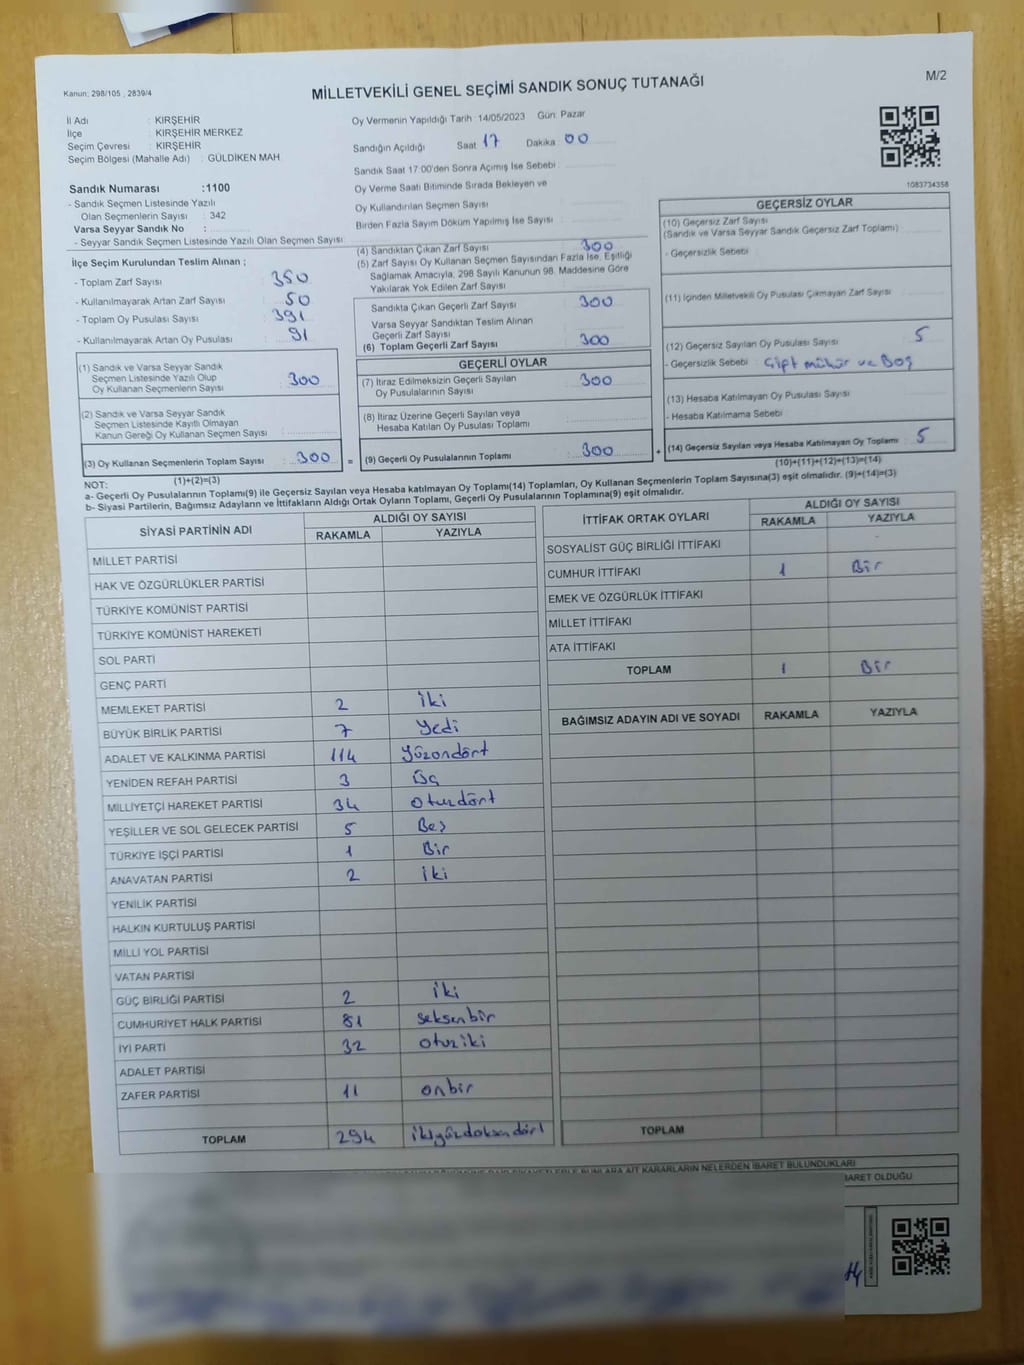 Kanun: 298/105 , 2839/4
MİLLETVEKİLİ GENEL SEÇİMİ SANDIK SONUÇ TUTANAĞI
M/2
İl Adı : KIRŞEHİR
İlçe : KIRŞEHİR MERKEZ
Seçim Çevresi : KIRŞEHİR
Seçim Bölgesi (Mahalle Adı) : GÜLDİKEN MAH
Sandık Numarası :1100
- Sandık Seçmen Listesinde Yazılı
Olan Seçmenlerin Sayısı : 342
Varsa Seyyar Sandık No :
- Seyyar Sandık Seçmen Listesinde Yazılı Olan Seçmen Sayısı
İlçe Seçim Kurulundan Teslim Alınan ;
- Toplam Zarf Sayısı : 350
- Kullanılmayarak Artan Zarf Sayısı : 50
- Toplam Oy Pusulası Sayısı : 391
- Kullanılmayarak Artan Oy Pusulası : 91
(1) Sandık ve Varsa Seyyar Sandık
Seçmen Listesinde Yazılı Olup
Oy Kullanan Seçmenlerin Sayısı : 300
(2) Sandık ve Varsa Seyyar Sandık
Seçmen Listesinde Kayıtlı Olmayan
Kanun Gereği Oy Kullanan Seçmen Sayısı :
(3) Oy Kullanan Seçmenlerin Toplam Sayısı : 300
(1)+(2)=(3)
Oy Vermenin Yapıldığı Tarih : 14/05/2023 Gün: Pazar
Sandığın Açıldığı Saat 17 Dakika 00
Sandık Saat 17:00'den Sonra Açımış İse Sebebi :
Oy Verme Saati Bitiminde Sırada Bekleyen ve
Oy Kullandırılan Seçmen Sayısı :
Birden Fazla Sayım Döküm Yapılmış İse Sayısı :
(4) Sandıktan Çıkan Zarf Sayısı : 300
(5) Zarf Sayısı Oy Kullanan Seçmen Sayısından Fazla İse, Eşitliği
Sağlamak Amacıyla, 298 Sayılı Kanunun 98. Maddesine Göre
Yakılarak Yok Edilen Zarf Sayısı :
Sandıkta Çıkan Geçerli Zarf Sayısı : 300
Varsa Seyyar Sandıktan Teslim Alınan
Geçerli Zarf Sayısı :
(6) Toplam Geçerli Zarf Sayısı : 300
GEÇERLİ OYLAR
(7) İtiraz Edilmeksizin Geçerli Sayılan
Oy Pusulalarının Sayısı : 300
(8) İtiraz Üzerine Geçerli Sayılan veya
Hesaba Katılan Oy Pusulası Toplamı :
= (9) Geçerli Oy Pusulalarının Toplamı : 300
1083734358
GEÇERSİZ OYLAR
(10) Geçersiz Zarf Sayısı
(Sandık ve Varsa Seyyar Sandık Geçersiz Zarf Toplamı)
- Geçersizlik Sebebi :
(11) İçinden Milletvekili Oy Pusulası Çıkmayan Zarf Sayısı
(12) Geçersiz Sayılan Oy Pusulası Sayısı : 5
- Geçersizlik Sebebi : Çift mühür ve Boş
(13) Hesaba Katılmayan Oy Pusulası Sayısı
- Hesaba Katılmama Sebebi :
+ (14) Geçersiz Sayılan veya Hesaba Katılmayan Oy Toplamı : 5
(10)+(11)+(12)+(13)=(14)
NOT:
a- Geçerli Oy Pusulalarının Toplamı(9) ile Geçersiz Sayılan veya Hesaba katılmayan Oy Toplamı(14) Toplamları, Oy Kullanan Seçmenlerin Toplam Sayısına(3) eşit olmalıdır. (9)+(14)=(3)
b- Siyasi Partilerin, Bağımsız Adayların ve İttifakların Aldığı Ortak Oyların Toplamı, Geçerli Oy Pusulalarının Toplamına(9) eşit olmalıdır.
SİYASİ PARTİNİN ADI ALDIĞI OY SAYISI
RAKAMLA YAZIYLA
MİLLET PARTİSİ
HAK VE ÖZGÜRLÜKLER PARTİSİ
TÜRKİYE KOMÜNİST PARTİSİ
TÜRKİYE KOMÜNİST HAREKETİ
SOL PARTİ
GENÇ PARTİ
MEMLEKET PARTİSİ 2 iki
BÜYÜK BİRLİK PARTİSİ 7 yedi
ADALET VE KALKINMA PARTİSİ 114 yüzondört
YENİDEN REFAH PARTİSİ 3 üç
MİLLİYETÇİ HAREKET PARTİSİ 34 otuzdört
YEŞİLLER VE SOL GELECEK PARTİSİ 5 Beş
TÜRKİYE İŞÇİ PARTİSİ 1 Bir
ANAVATAN PARTİSİ 2 iki
YENİLİK PARTİSİ
HALKIN KURTULUŞ PARTİSİ
MİLLİ YOL PARTİSİ
VATAN PARTİSİ
GÜÇ BİRLİĞİ PARTİSİ 2 iki
CUMHURİYET HALK PARTİSİ 81 seksenbir
İYİ PARTİ 32 otuziki
ADALET PARTİSİ
ZAFER PARTİSİ 11 onbir
TOPLAM 294 ikiyüzdoksandört
İTTİFAK ORTAK OYLARI ALDIĞI OY SAYISI
RAKAMLA YAZIYLA
SOSYALİST GÜÇ BİRLİĞİ İTTİFAKI
CUMHUR İTTİFAKI 1 Bir
EMEK VE ÖZGÜRLÜK İTTİFAKI
MİLLET İTTİFAKI
ATA İTTİFAKI
TOPLAM 1 Bir
BAĞIMSIZ ADAYIN ADI VE SOYADI RAKAMLA YAZIYLA
TOPLAM
KARARLARIN NELERDEN İBARET BULUNDUKLARI
İBARET OLDUĞU